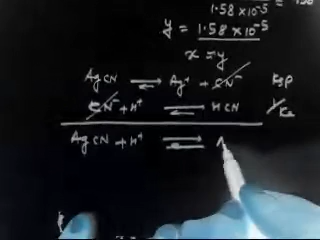 1.58 × 10⁻⁵ =
y = 1.58 × 10⁻⁵
x = y
AgCN ⇌ Ag⁺ + CN⁻ Ksp
CN⁻ + H⁺ ⇌ HCN 1/Ka
AgCN + H⁺ ⇌